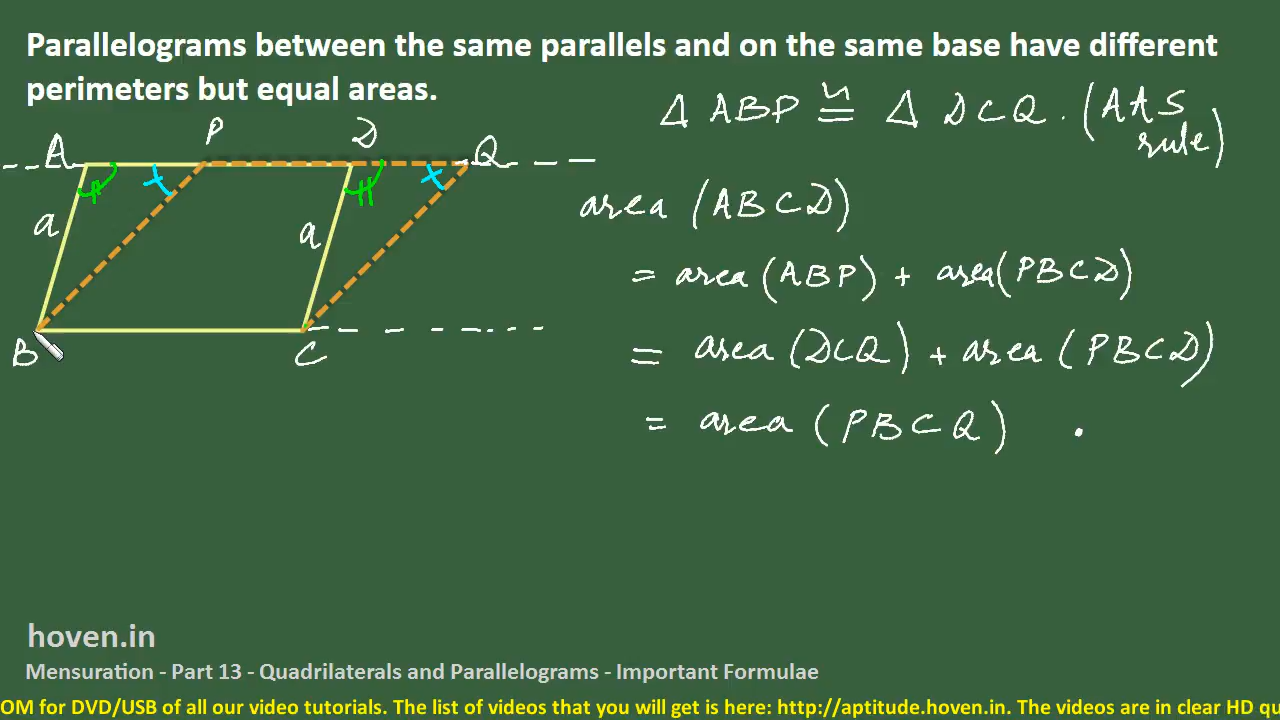 Parallelograms between the same parallels and on the same base have different
perimeters but equal areas.
Δ ABP ≅ Δ DCQ. (AAS
rule)
A P D Q
x x
a a
B C
area (ABCD)
= area (ABP) + area(PBCD)
= area (DCQ) + area (PBCD)
= area (PBCQ) .
hoven.in
Mensuration - Part 13 - Quadrilaterals and Parallelograms - Important Formulae
OM for DVD/USB of all our video tutorials. The list of videos that you will get is here: http://aptitude.hoven.in. The videos are in clear HD qu